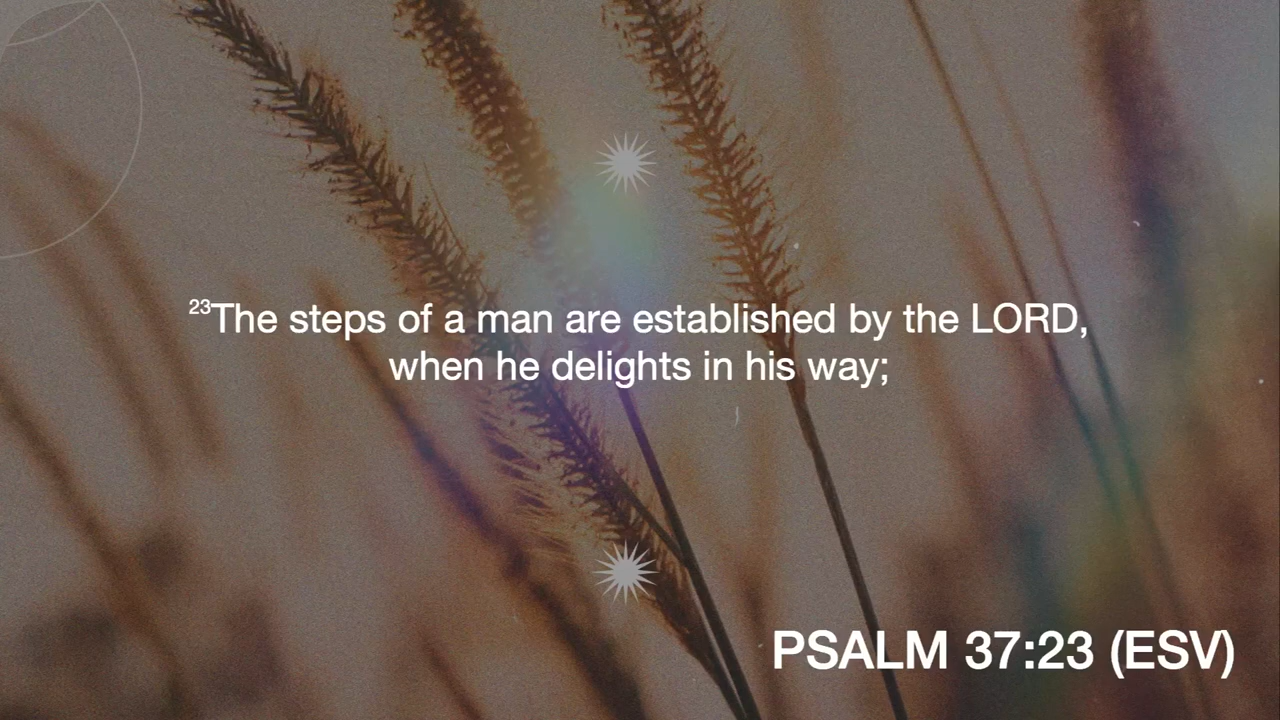 23The steps of a man are established by the LORD,
when he delights in his way;
PSALM 37:23 (ESV)